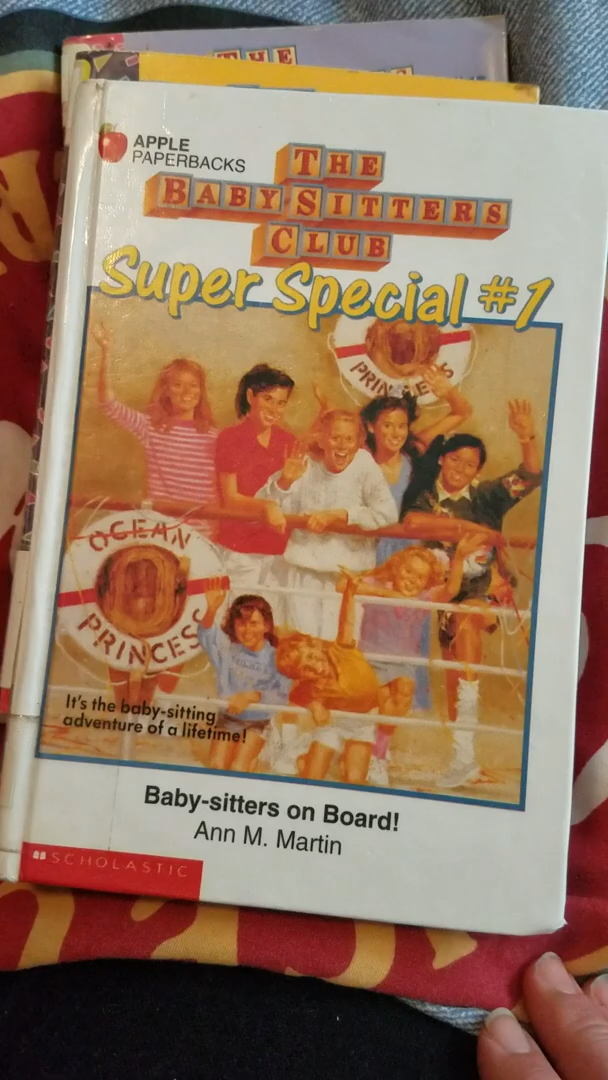 THE
APPLE
PAPERBACKS
THE
BABY-SITTERS
CLUB
Super Special #1
PRINCESS
OCEAN
PRINCESS
It's the baby-sitting
adventure of a lifetime!
Baby-sitters on Board!
Ann M. Martin
SCHOLASTIC